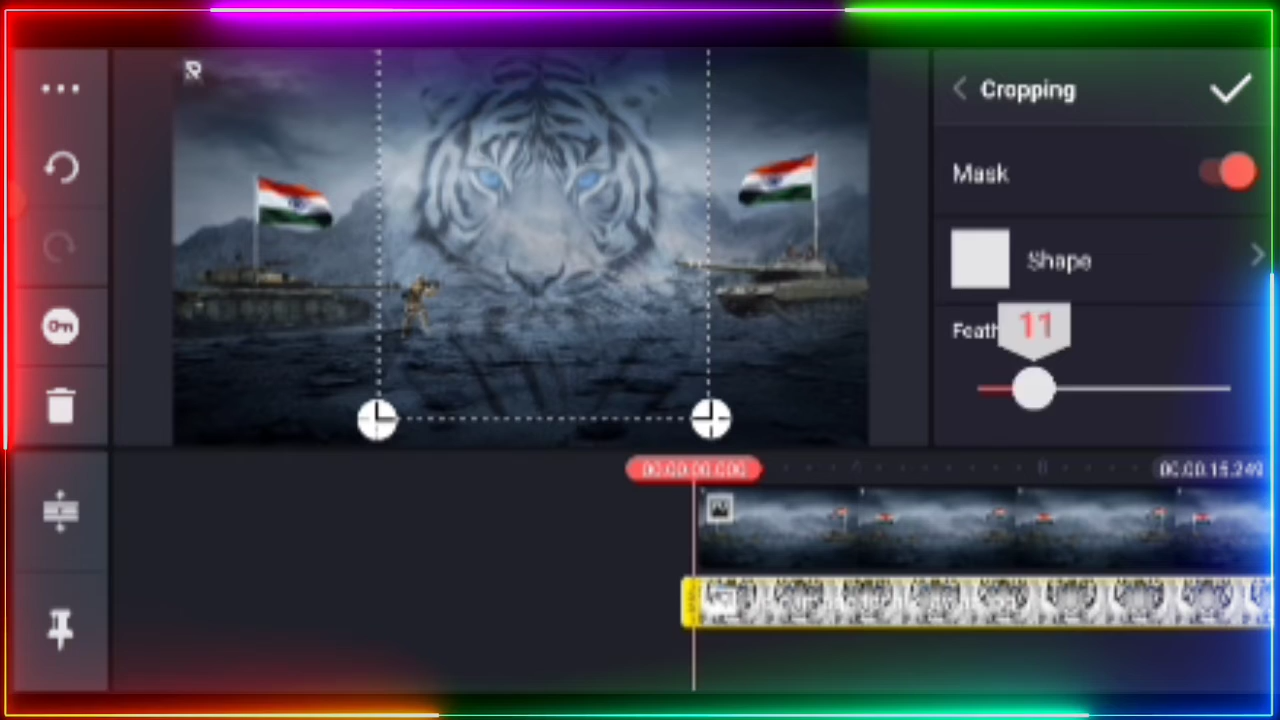 Cropping
Mask
Shape
Feath
11
00:00:00.000
00:00:15.249